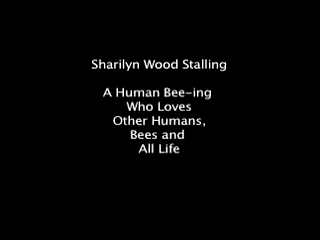 Sharilyn Wood Stalling
A Human Bee-ing
Who Loves
Other Humans,
Bees and
All Life